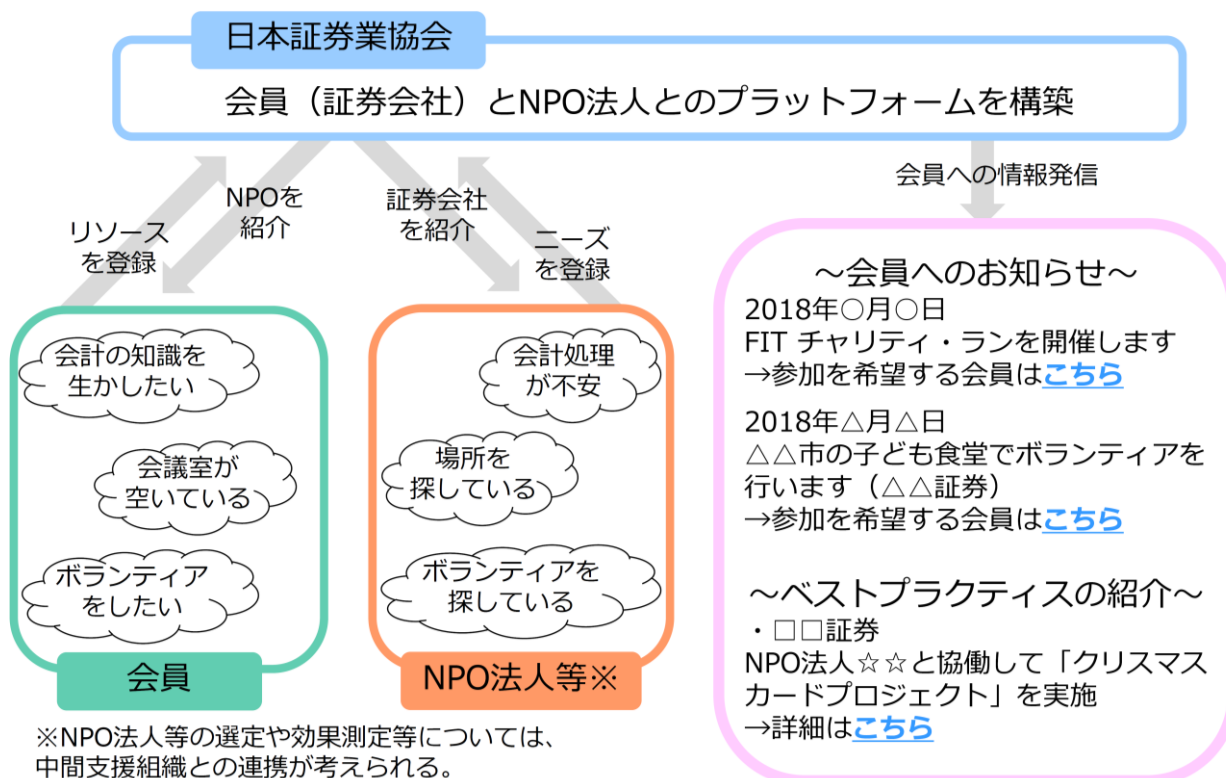 日本証券業協会
会員（証券会社）とNPO法人とのプラットフォームを構築
リソース
を登録
NPOを
紹介
証券会社
を紹介
ニーズ
を登録
会員への情報発信
会計の知識を
生かしたい
会議室が
空いている
ボランティア
をしたい
会員
会計処理
が不安
場所を
探している
ボランティアを
探している
NPO法人等※
※NPO法人等の選定や効果測定等については、
中間支援組織との連携が考えられる。
～会員へのお知らせ～
2018年○月○日
FIT チャリティ・ランを開催します
→参加を希望する会員はこちら
2018年△月△日
△△市の子ども食堂でボランティアを
行います（△△証券）
→参加を希望する会員はこちら
～ベストプラクティスの紹介～
・□□証券
NPO法人☆☆と協働して「クリスマス
カードプロジェクト」を実施
→詳細はこちら